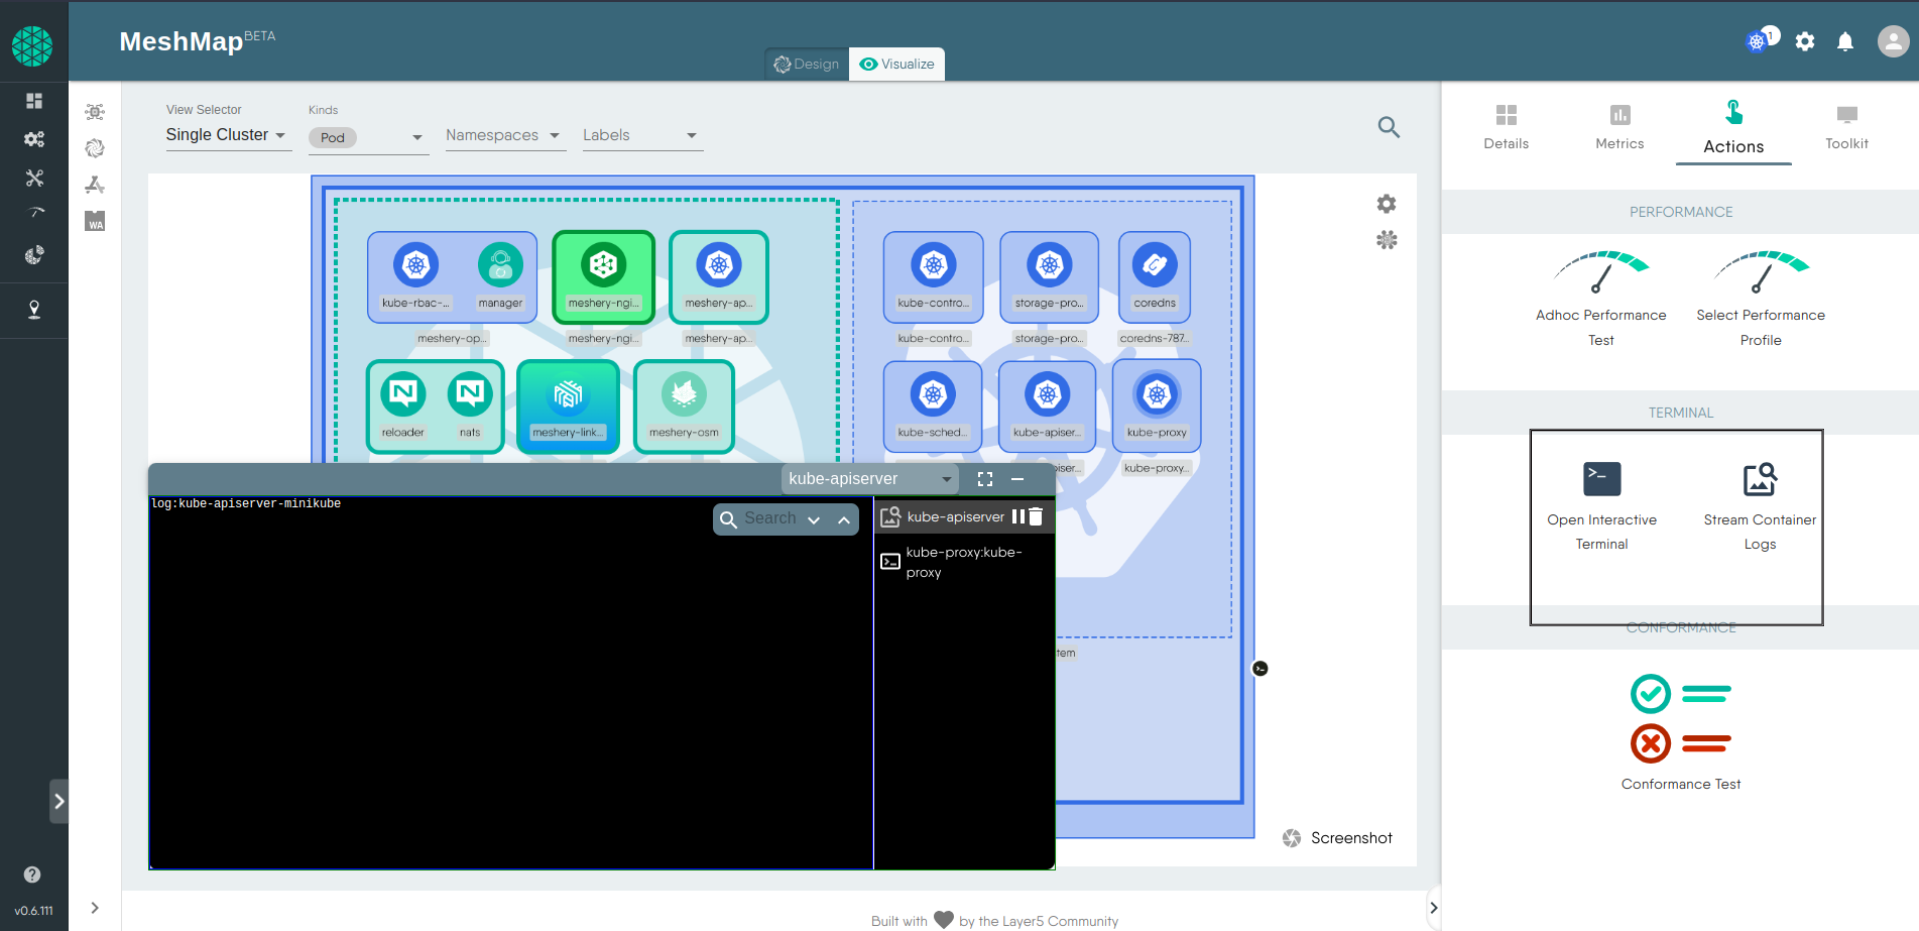 MeshMap BETA
1
Design
Visualize
View Selector
Single Cluster
Kinds
Pod
Namespaces
Labels
Details
Metrics
Actions
Toolkit
WA
PERFORMANCE
Adhoc Performance
Test
Select Performance
Profile
TERMINAL
Open Interactive
Terminal
Stream Container
Logs
CONFORMANCE
Conformance Test
kube-rbac-...
manager
meshery-ngi...
meshery-ap...
meshery-op...
meshery-ngi...
meshery-ap...
reloader
nats
meshery-link...
meshery-osm
kube-contro...
storage-pro...
coredns
kube-contro...
storage-pro...
coredns-787...
kube-sched...
kube-apiser...
kube-proxy
iser...
kube-proxy...
tem
kube-apiserver
log:kube-apiserver-minikube
Search
kube-apiserver
kube-proxy:kube-
proxy
Screenshot
v0.6.111
Built with by the Layer5 Community